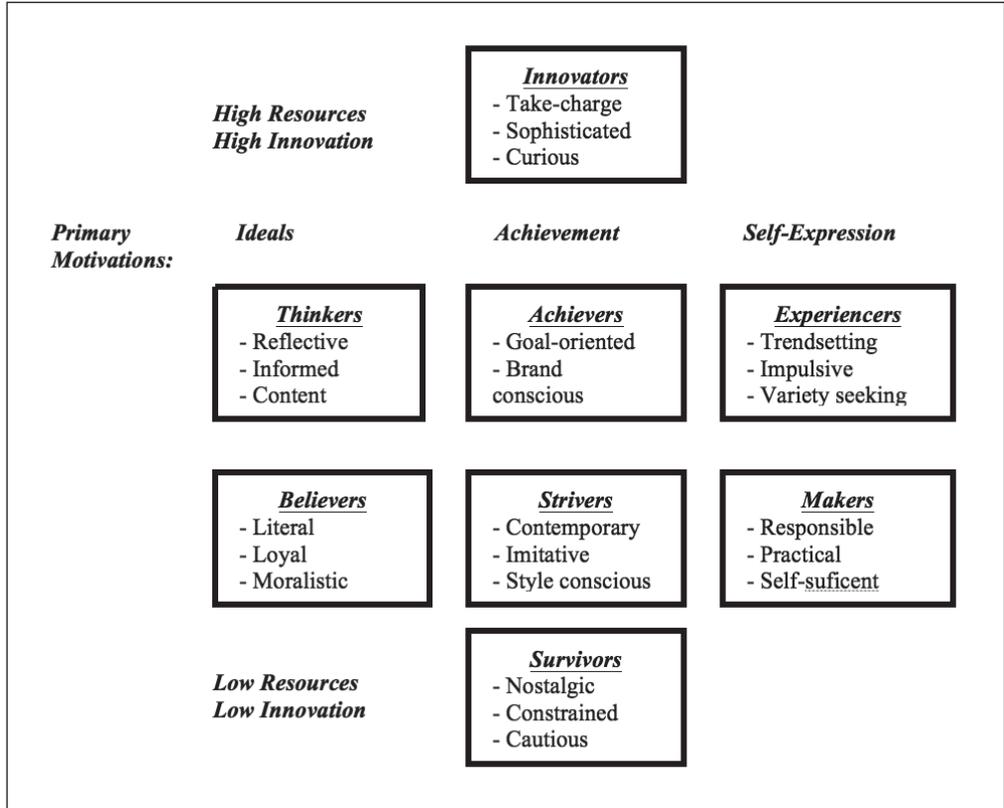 Innovators
- Take-charge
- Sophisticated
- Curious
High Resources
High Innovation
Primary
Motivations:
Ideals
Achievement
Self-Expression
Thinkers
- Reflective
- Informed
- Content
Achievers
- Goal-oriented
- Brand
conscious
Experiencers
- Trendsetting
- Impulsive
- Variety seeking
Believers
- Literal
- Loyal
- Moralistic
Strivers
- Contemporary
- Imitative
- Style conscious
Makers
- Responsible
- Practical
- Self-suficent
Survivors
- Nostalgic
- Constrained
- Cautious
Low Resources
Low Innovation